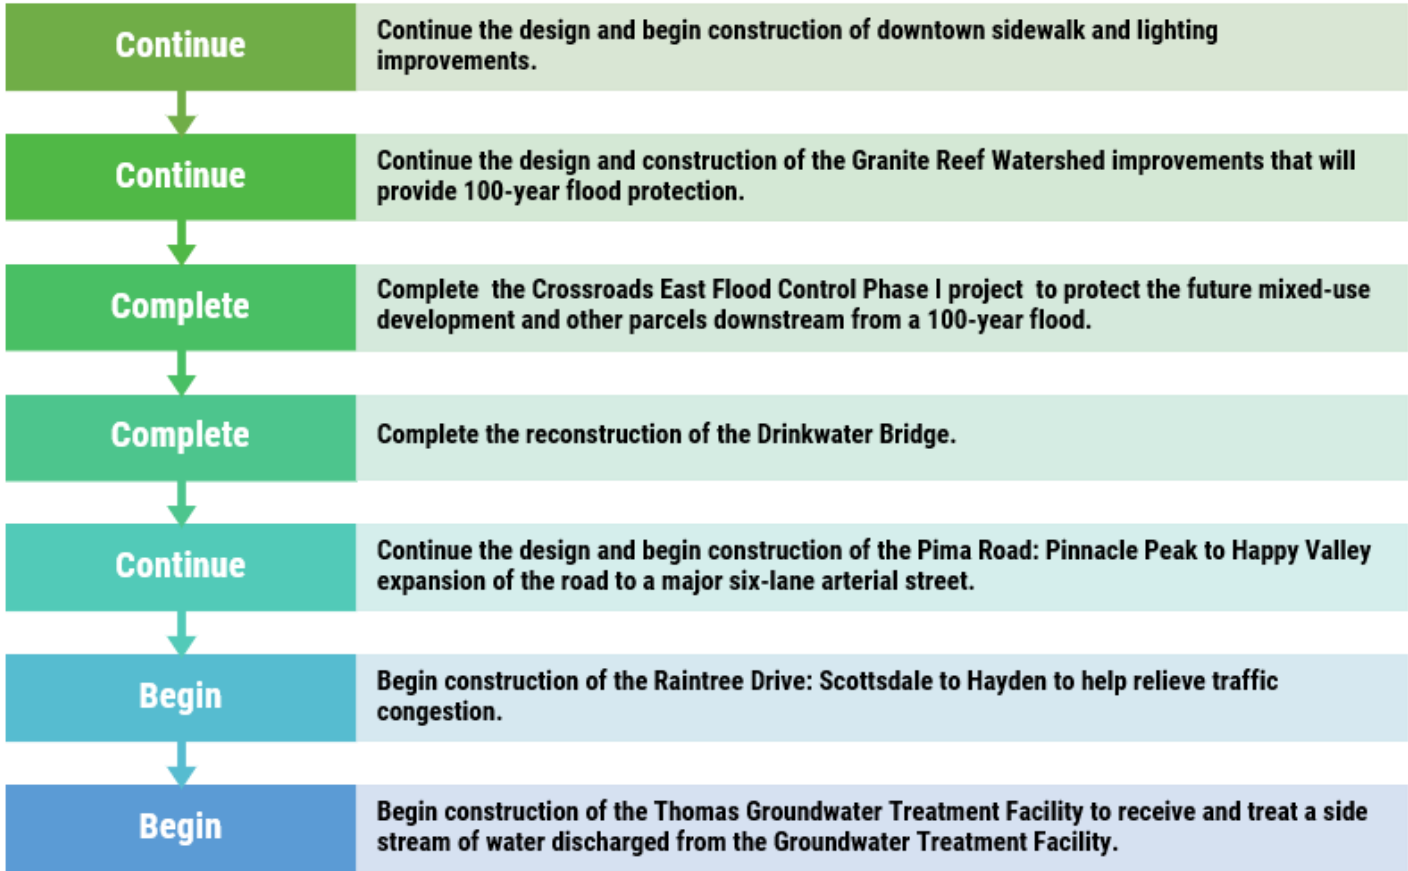 Continue
Continue the design and begin construction of downtown sidewalk and lighting
improvements.
Continue
Continue the design and construction of the Granite Reef Watershed improvements that will
provide 100-year flood protection.
Complete
Complete  the Crossroads East Flood Control Phase I project  to protect the future mixed-use
development and other parcels downstream from a 100-year flood.
Complete
Complete the reconstruction of the Drinkwater Bridge.
Continue
Continue the design and begin construction of the Pima Road: Pinnacle Peak to Happy Valley
expansion of the road to a major six-lane arterial street.
Begin
Begin construction of the Raintree Drive: Scottsdale to Hayden to help relieve traffic
congestion.
Begin
Begin construction of the Thomas Groundwater Treatment Facility to receive and treat a side
stream of water discharged from the Groundwater Treatment Facility.